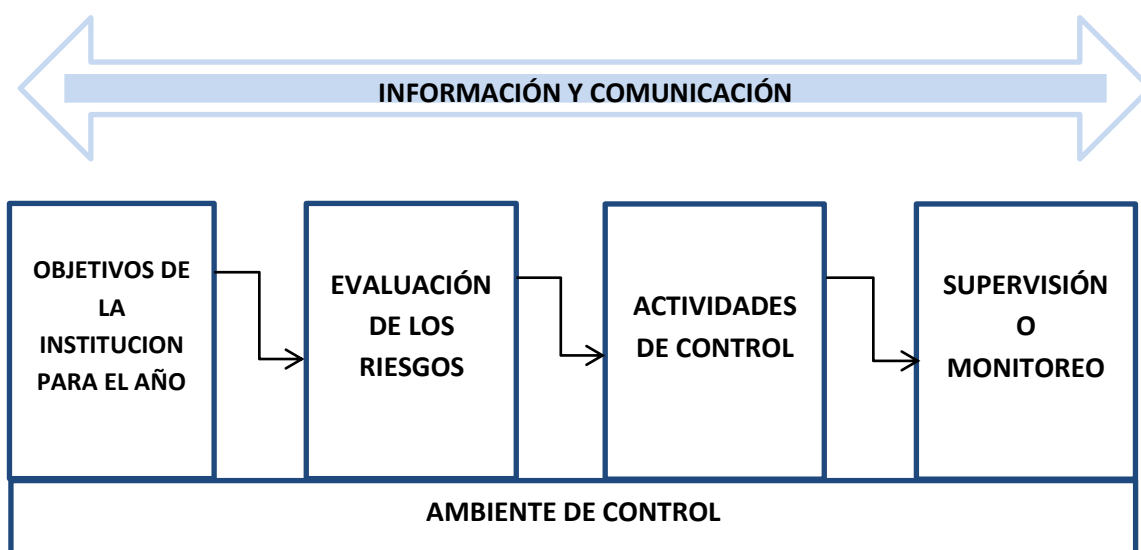 INFORMACIÓN Y COMUNICACIÓN
OBJETIVOS DE
LA
INSTITUCION
PARA EL AÑO
EVALUACIÓN
DE LOS
RIESGOS
ACTIVIDADES
DE CONTROL
SUPERVISIÓN
O
MONITOREO
AMBIENTE DE CONTROL